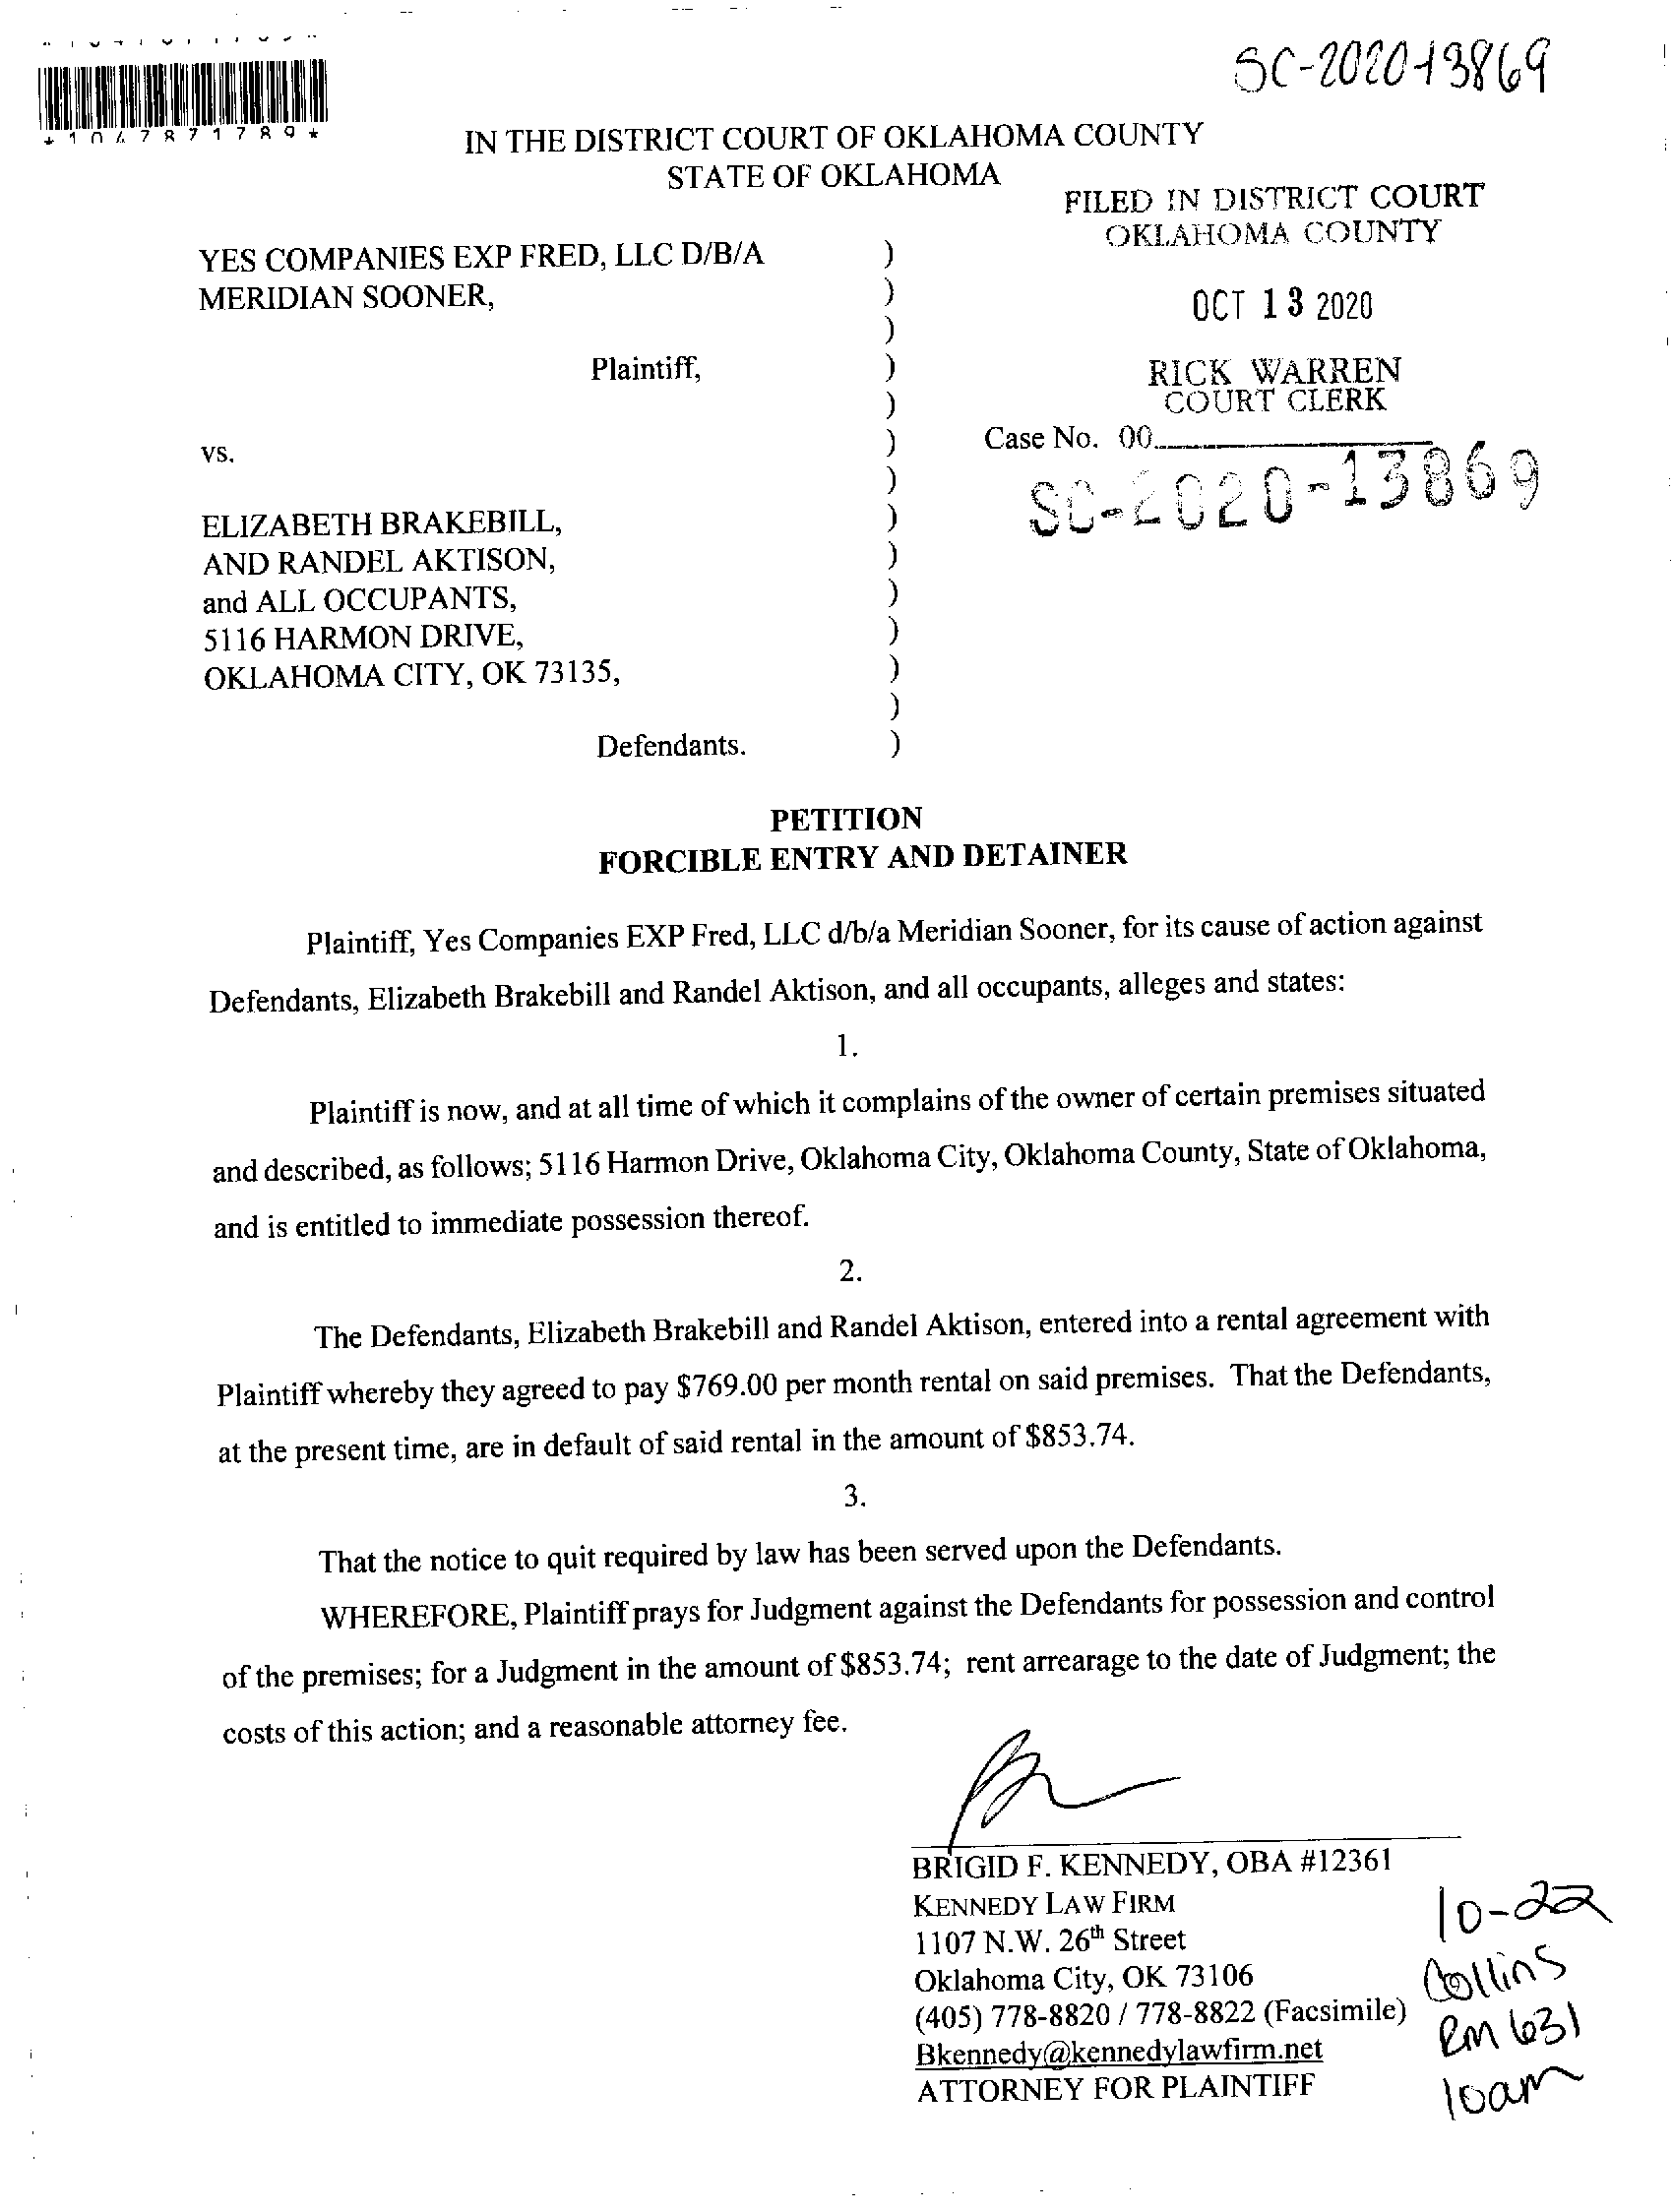 SC-2020-13869
*1047871789*
IN THE DISTRICT COURT OF OKLAHOMA COUNTY
STATE OF OKLAHOMA
FILED IN DISTRICT COURT
OKLAHOMA COUNTY
OCT 13 2020
RICK WARREN
COURT CLERK
YES COMPANIES EXP FRED, LLC D/B/A )
MERIDIAN SOONER, )
)
Plaintiff, )
)
vs. )
)
ELIZABETH BRAKEBILL, )
AND RANDEL AKTISON, )
and ALL OCCUPANTS, )
5116 HARMON DRIVE, )
OKLAHOMA CITY, OK 73135, )
)
Defendants. )
Case No. 00
SC-2020-13869
PETITION
FORCIBLE ENTRY AND DETAINER
Plaintiff, Yes Companies EXP Fred, LLC d/b/a Meridian Sooner, for its cause of action against
Defendants, Elizabeth Brakebill and Randel Aktison, and all occupants, alleges and states:
1.
Plaintiff is now, and at all time of which it complains of the owner of certain premises situated
and described, as follows; 5116 Harmon Drive, Oklahoma City, Oklahoma County, State of Oklahoma,
and is entitled to immediate possession thereof.
2.
The Defendants, Elizabeth Brakebill and Randel Aktison, entered into a rental agreement with
Plaintiff whereby they agreed to pay $769.00 per month rental on said premises. That the Defendants,
at the present time, are in default of said rental in the amount of $853.74.
3.
That the notice to quit required by law has been served upon the Defendants.
WHEREFORE, Plaintiff prays for Judgment against the Defendants for possession and control
of the premises; for a Judgment in the amount of $853.74; rent arrearage to the date of Judgment; the
costs of this action; and a reasonable attorney fee.
BRIGID F. KENNEDY, OBA #12361
KENNEDY LAW FIRM
1107 N.W. 26th Street
Oklahoma City, OK 73106
(405) 778-8820 / 778-8822 (Facsimile)
Bkennedy@kennedylawfirm.net
ATTORNEY FOR PLAINTIFF
10-22
Collins
Rm 631
10am